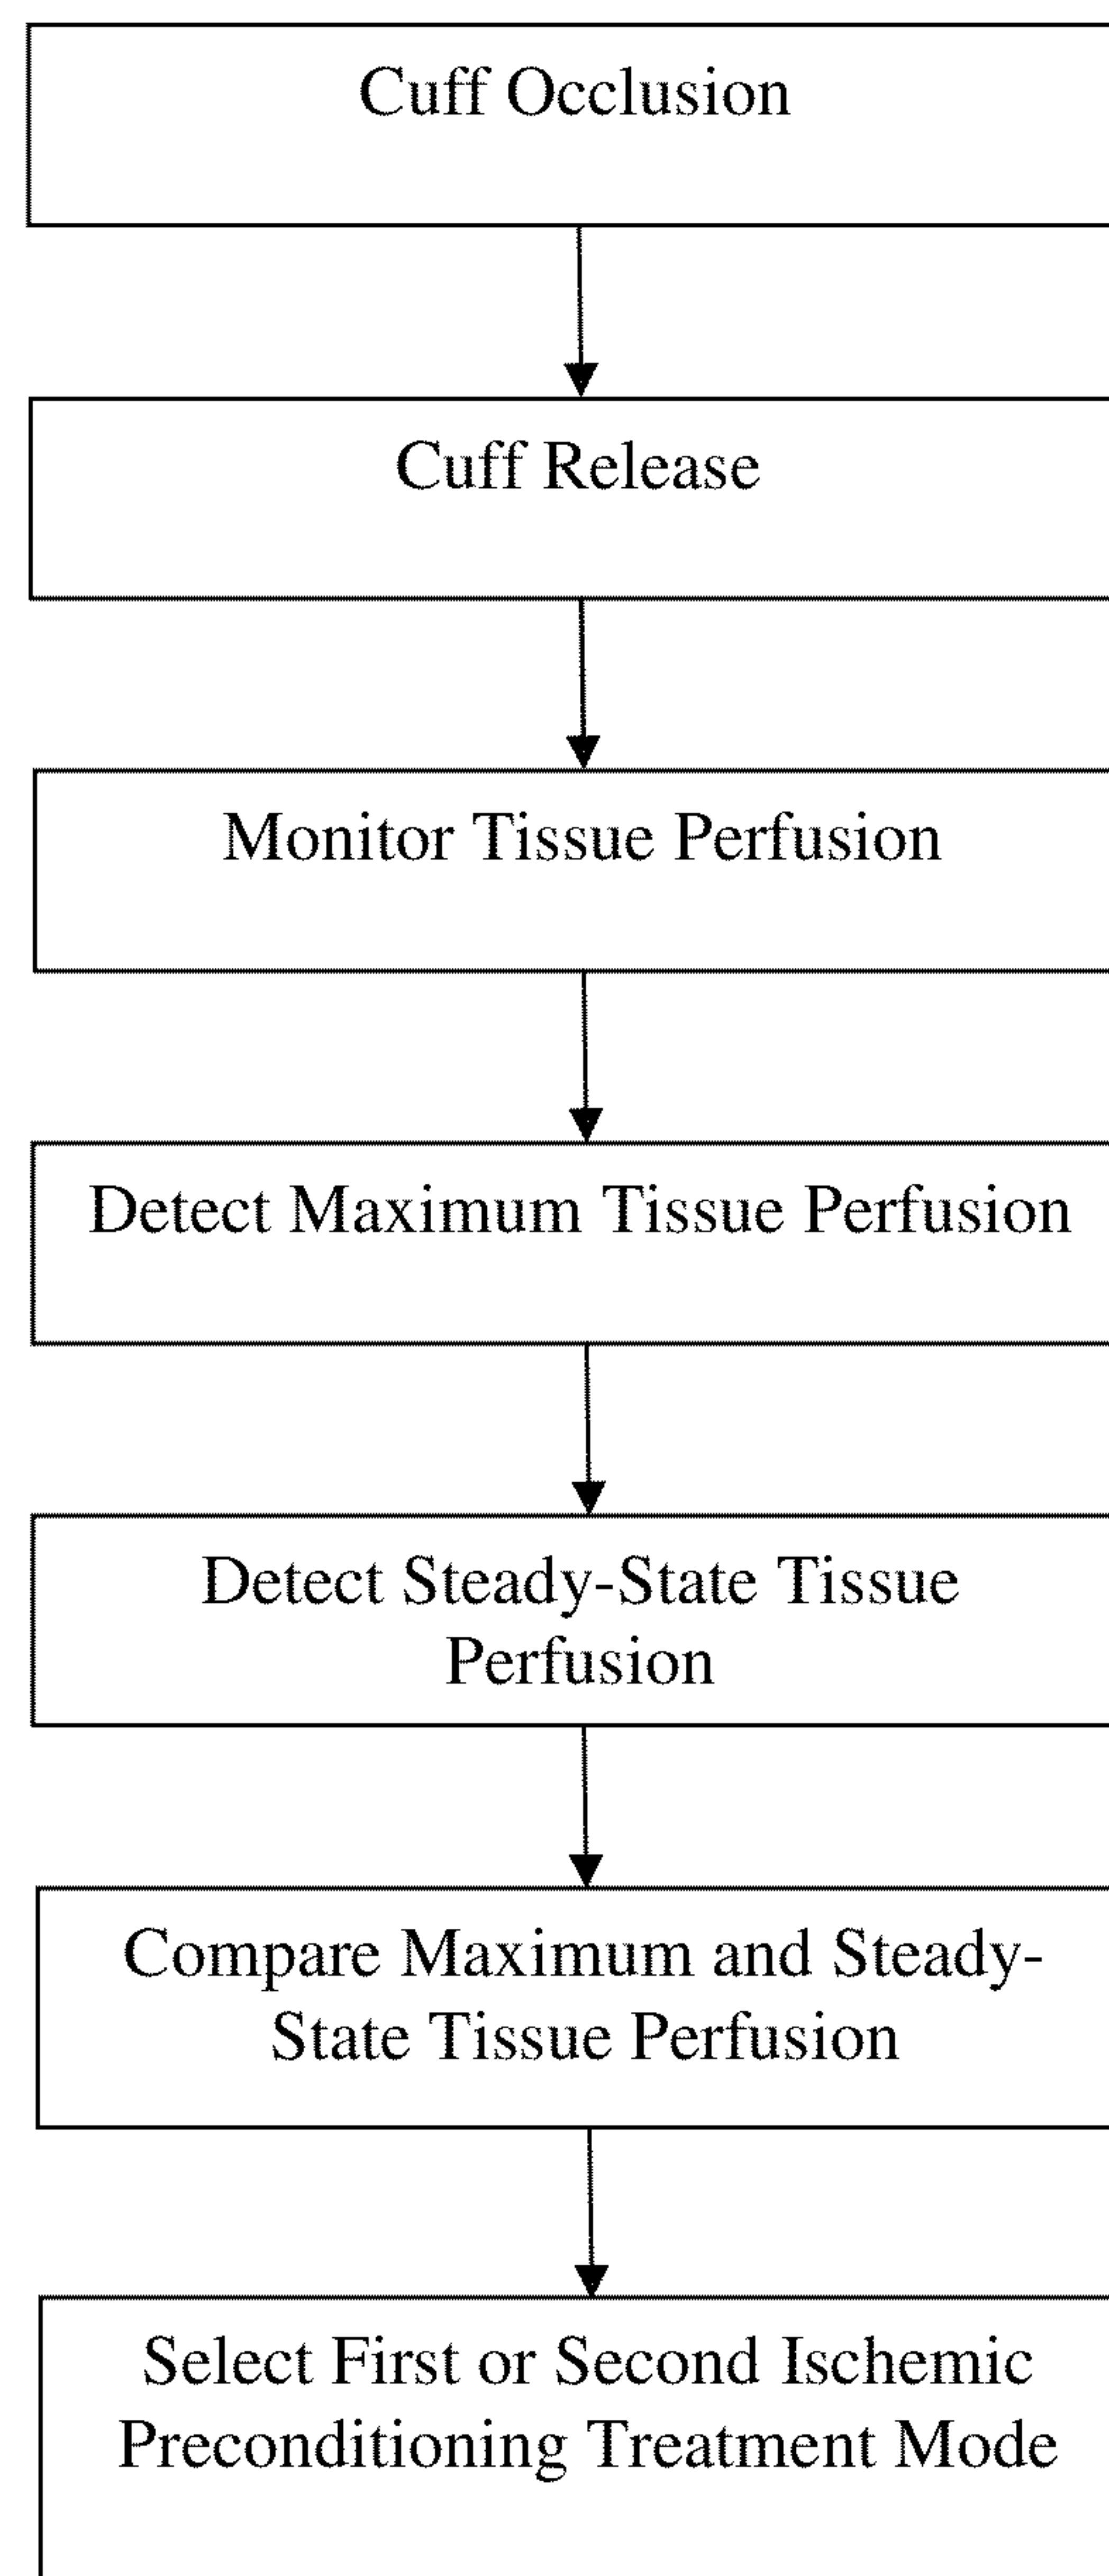 Cuff Occlusion
Cuff Release
Monitor Tissue Perfusion
Detect Maximum Tissue Perfusion
Detect Steady-State Tissue
Perfusion
Compare Maximum and Steady-
State Tissue Perfusion
Select First or Second Ischemic
Preconditioning Treatment Mode